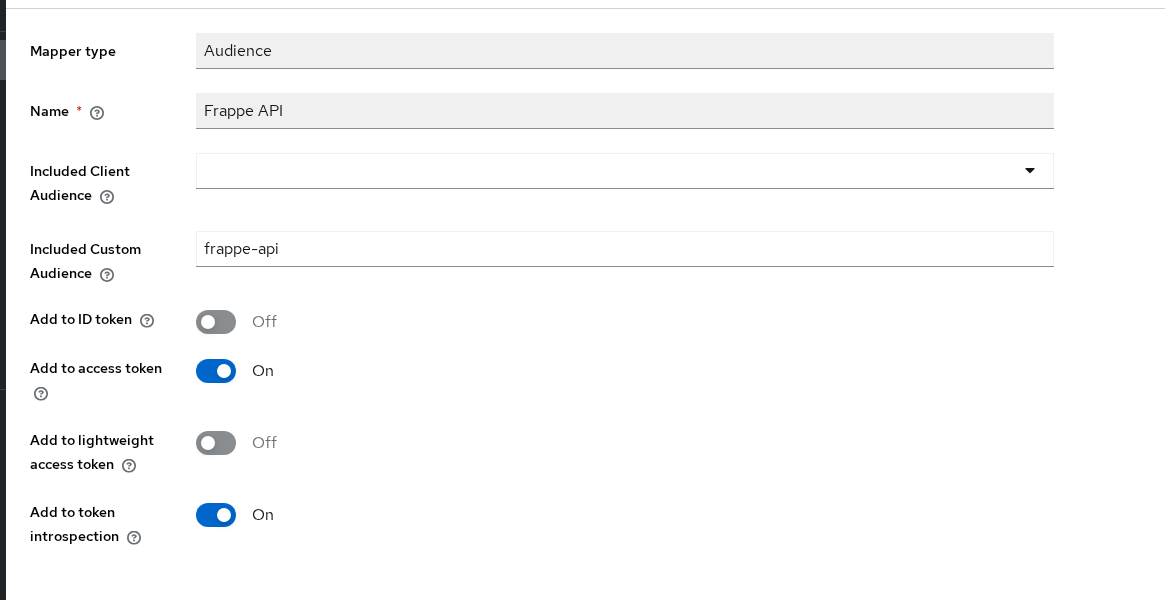 Mapper type
Audience
Name *
Frappe API
Included Client
Audience
Included Custom
Audience
frappe-api
Add to ID token
Off
Add to access token
On
Add to lightweight
access token
Off
Add to token
introspection
On